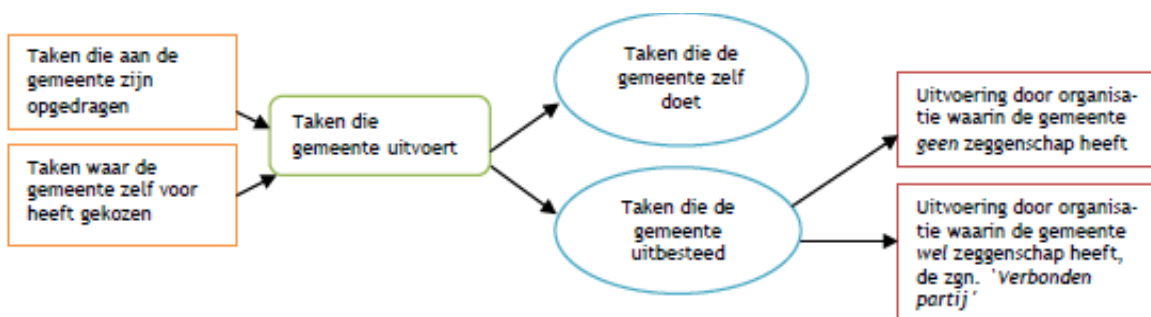 Taken die aan de
gemeente zijn
opgedragen
Taken waar de
gemeente zelf voor
heeft gekozen
Taken die
gemeente uitvoert
Taken die de
gemeente zelf
doet
Taken die de
gemeente
uitbesteed
Uitvoering door organisa-
tie waarin de gemeente
geen zeggenschap heeft
Uitvoering door organisa-
tie waarin de gemeente
wel zeggenschap heeft,
de zgn. 'Verbonden
partij'